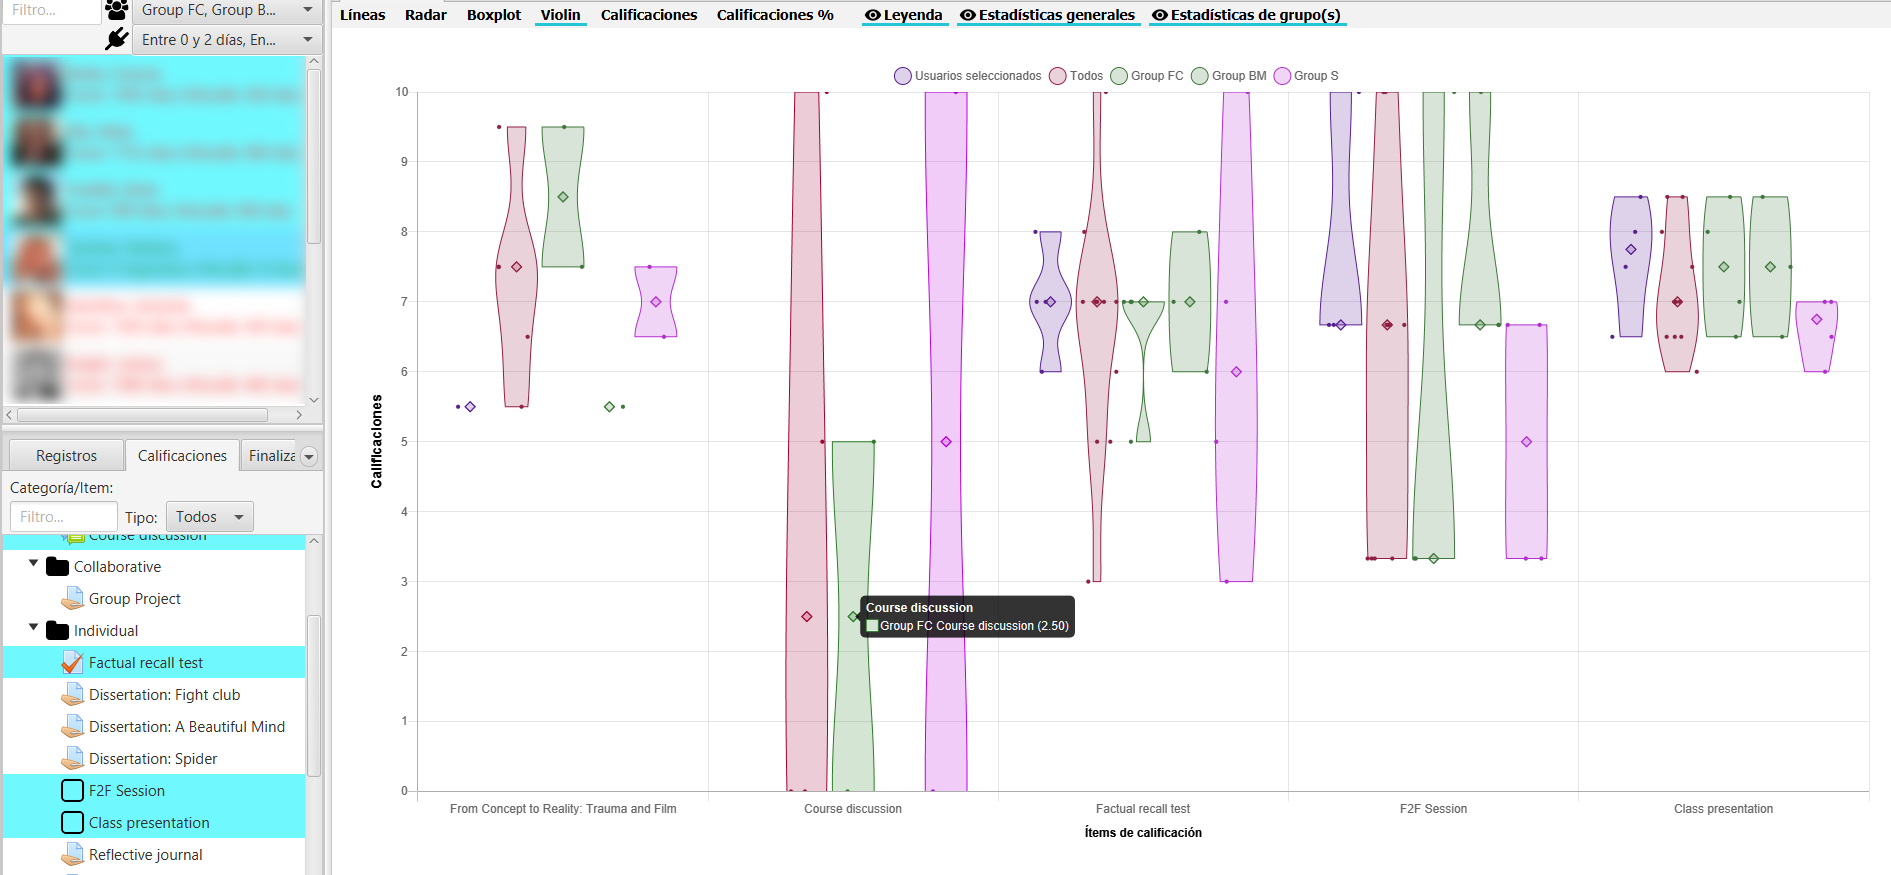 Filtro...
Group FC, Group B...
Entre 0 y 2 días, En...
Registros
Calificaciones
Finaliza
Categoría/Item:
Filtro...
Tipo:
Todos
Course discussion
Collaborative
Group Project
Individual
Factual recall test
Dissertation: Fight club
Dissertation: A Beautiful Mind
Dissertation: Spider
F2F Session
Class presentation
Reflective journal
Líneas Radar Boxplot Violin Calificaciones Calificaciones % Leyenda Estadísticas generales Estadísticas de grupo(s)
Usuarios seleccionados Todos Group FC Group BM Group S
Calificaciones
10
9
8
7
6
5
4
3
2
1
0
Course discussion
Group FC Course discussion (2.50)
From Concept to Reality: Trauma and Film
Course discussion
Factual recall test
F2F Session
Class presentation
Ítems de calificación